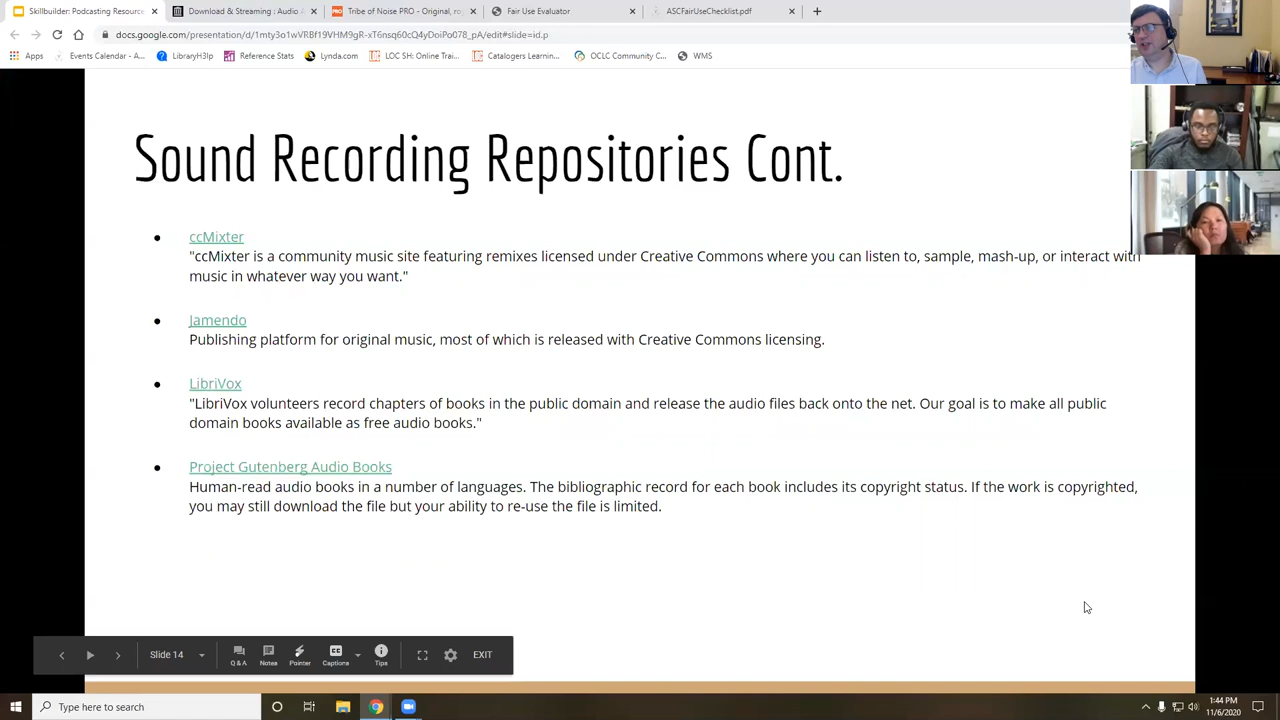 Skillbuilder: Podcasting Resource
Download & Streaming : Audio A
Tribe of Noise PRO - Original, ro
Fair Use Evaluator
ASCFairUseChecklist.pdf
docs.google.com/presentation/d/1mty3o1wVRBf19VHM9gR-xT6nsq60cQ4yDoiPo078_pA/edit#slide=id.p
Apps
Events Calendar - A...
LibraryH3lp
Reference Stats
Lynda.com
LOC SH: Online Trai...
Catalogers Learning...
OCLC Community C...
WMS
Sound Recording Repositories Cont.
● ccMixter
"ccMixter is a community music site featuring remixes licensed under Creative Commons where you can listen to, sample, mash-up, or interact with
music in whatever way you want."
● Jamendo
Publishing platform for original music, most of which is released with Creative Commons licensing.
● LibriVox
"LibriVox volunteers record chapters of books in the public domain and release the audio files back onto the net. Our goal is to make all public
domain books available as free audio books."
● Project Gutenberg Audio Books
Human-read audio books in a number of languages. The bibliographic record for each book includes its copyright status. If the work is copyrighted,
you may still download the file but your ability to re-use the file is limited.
Slide 14
Q & A
Notes
Pointer
Captions
Tips
EXIT
Type here to search
1:44 PM
11/6/2020